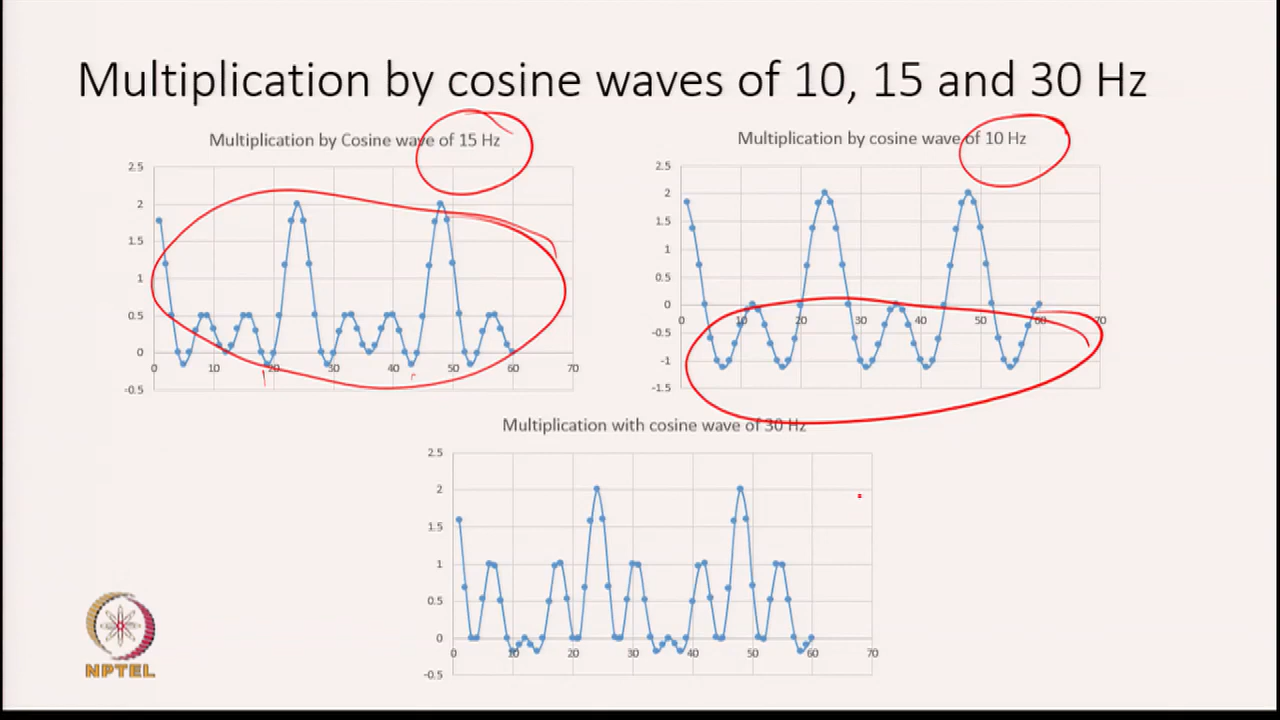 Multiplication by cosine waves of 10, 15 and 30 Hz
Multiplication by Cosine wave of 15 Hz
2.5
2
1.5
1
0.5
0
-0.5
0 10 20 30 40 50 60 70
Multiplication by cosine wave of 10 Hz
2.5
2
1.5
1
0.5
0
-0.5
-1
-1.5
0 10 20 30 40 50 60 70
Multiplication with cosine wave of 30 Hz
2.5
2
1.5
1
0.5
0
-0.5
0 10 20 30 40 50 60 70
NPTEL